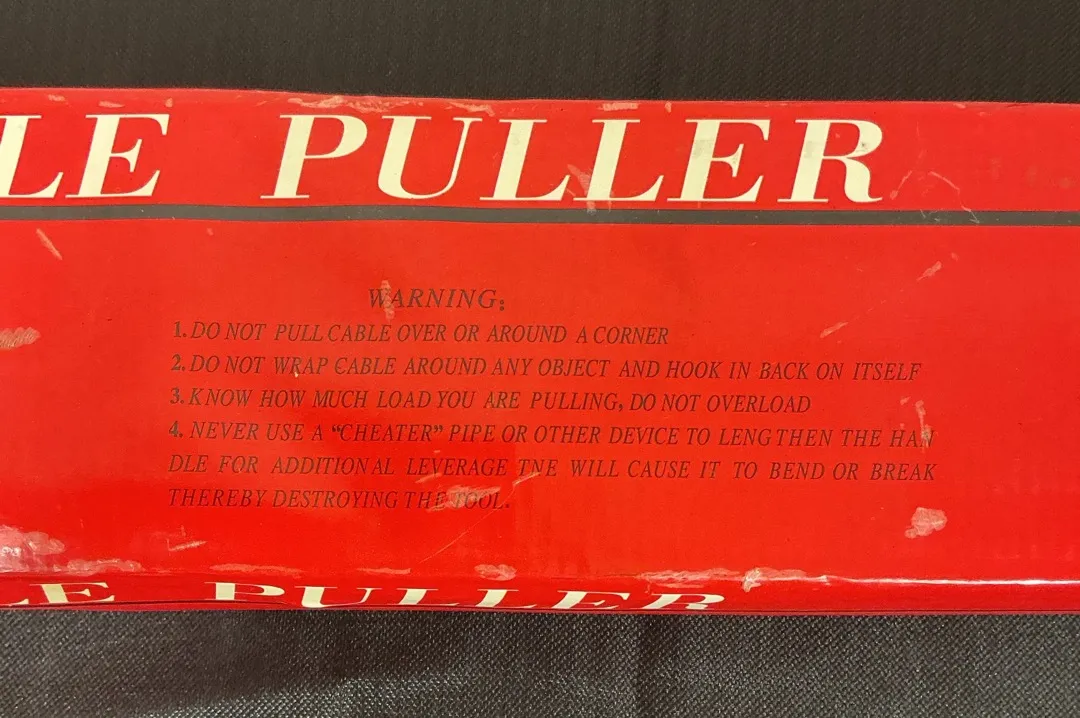 LE PULLER
WARNING:
1. DO NOT PULL CABLE OVER OR AROUND A CORNER
2. DO NOT WRAP CABLE AROUND ANY OBJECT AND HOOK IN BACK ON ITSELF
3. KNOW HOW MUCH LOAD YOU ARE PULLING, DO NOT OVERLOAD
4. NEVER USE A "CHEATER" PIPE OR OTHER DEVICE TO LENGTHEN THE HAN
DLE FOR ADDITIONAL LEVERAGE TNE WILL CAUSE IT TO BEND OR BREAK
THEREBY DESTROYING THE TOOL.
LE PULLER